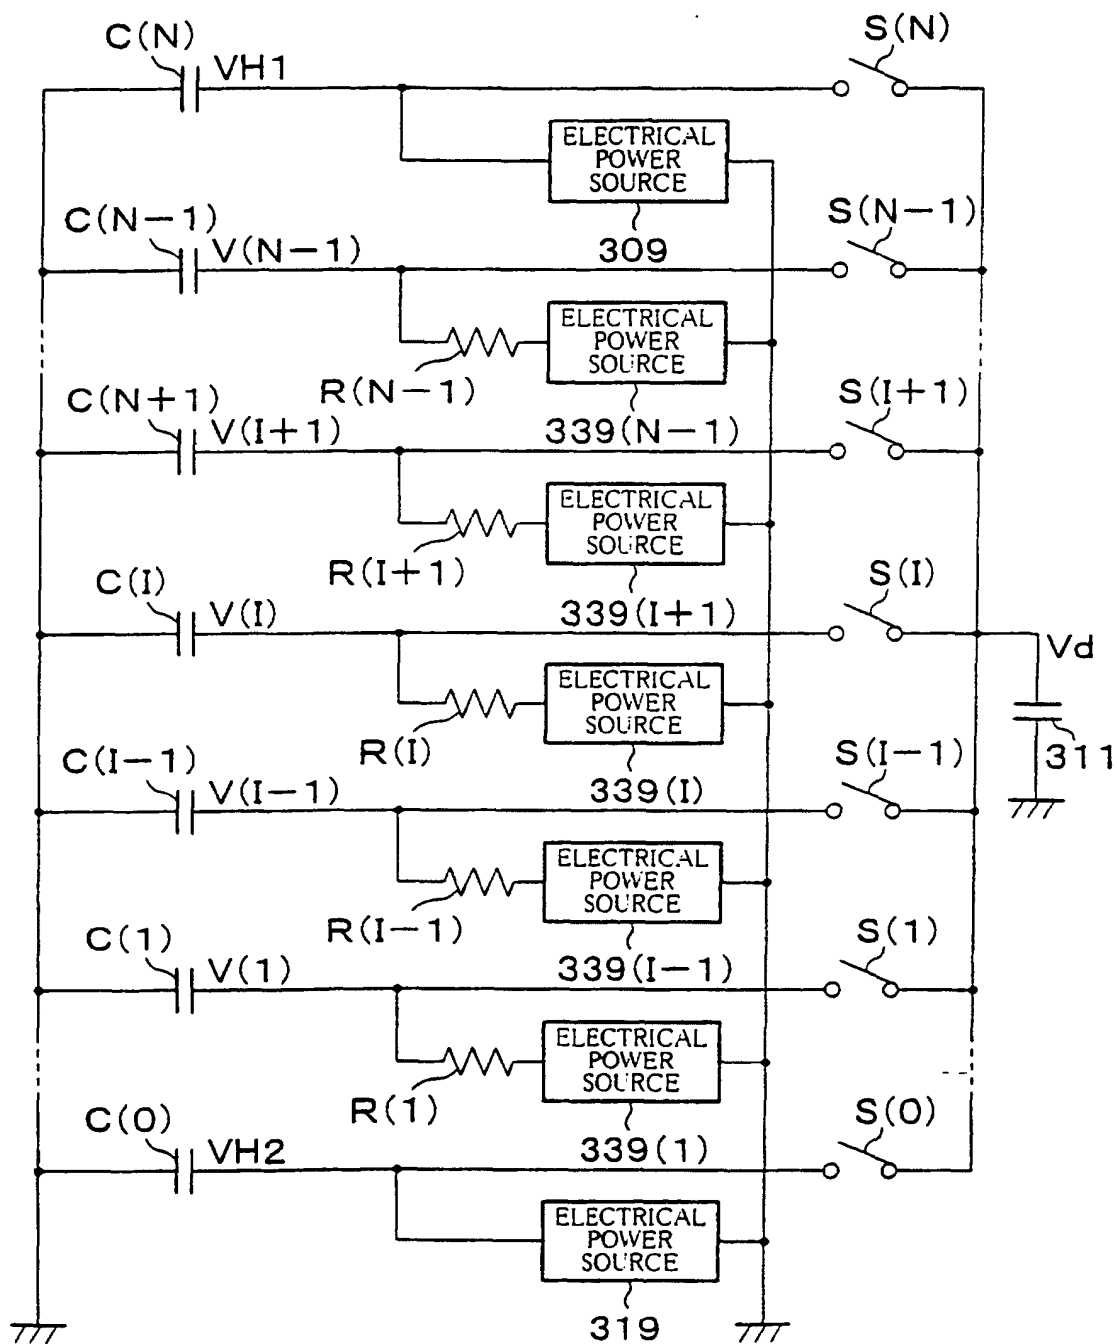 C(N)
S(N)
VH1
ELECTRICAL
POWER
SOURCE
309
C(N-1)
V(N-1)
S(N-1)
ELECTRICAL
POWER
SOURCE
R(N-1)
339(N-1)
C(N+1)
V(I+1)
S(I+1)
ELECTRICAL
POWER
SOURCE
R(I+1)
339(I+1)
C(I)
V(I)
S(I)
Vd
311
ELECTRICAL
POWER
SOURCE
R(I)
339(I)
C(I-1)
V(I-1)
S(I-1)
ELECTRICAL
POWER
SOURCE
R(I-1)
339(I-1)
C(1)
V(1)
S(1)
ELECTRICAL
POWER
SOURCE
R(1)
339(1)
C(0)
VH2
S(0)
ELECTRICAL
POWER
SOURCE
319